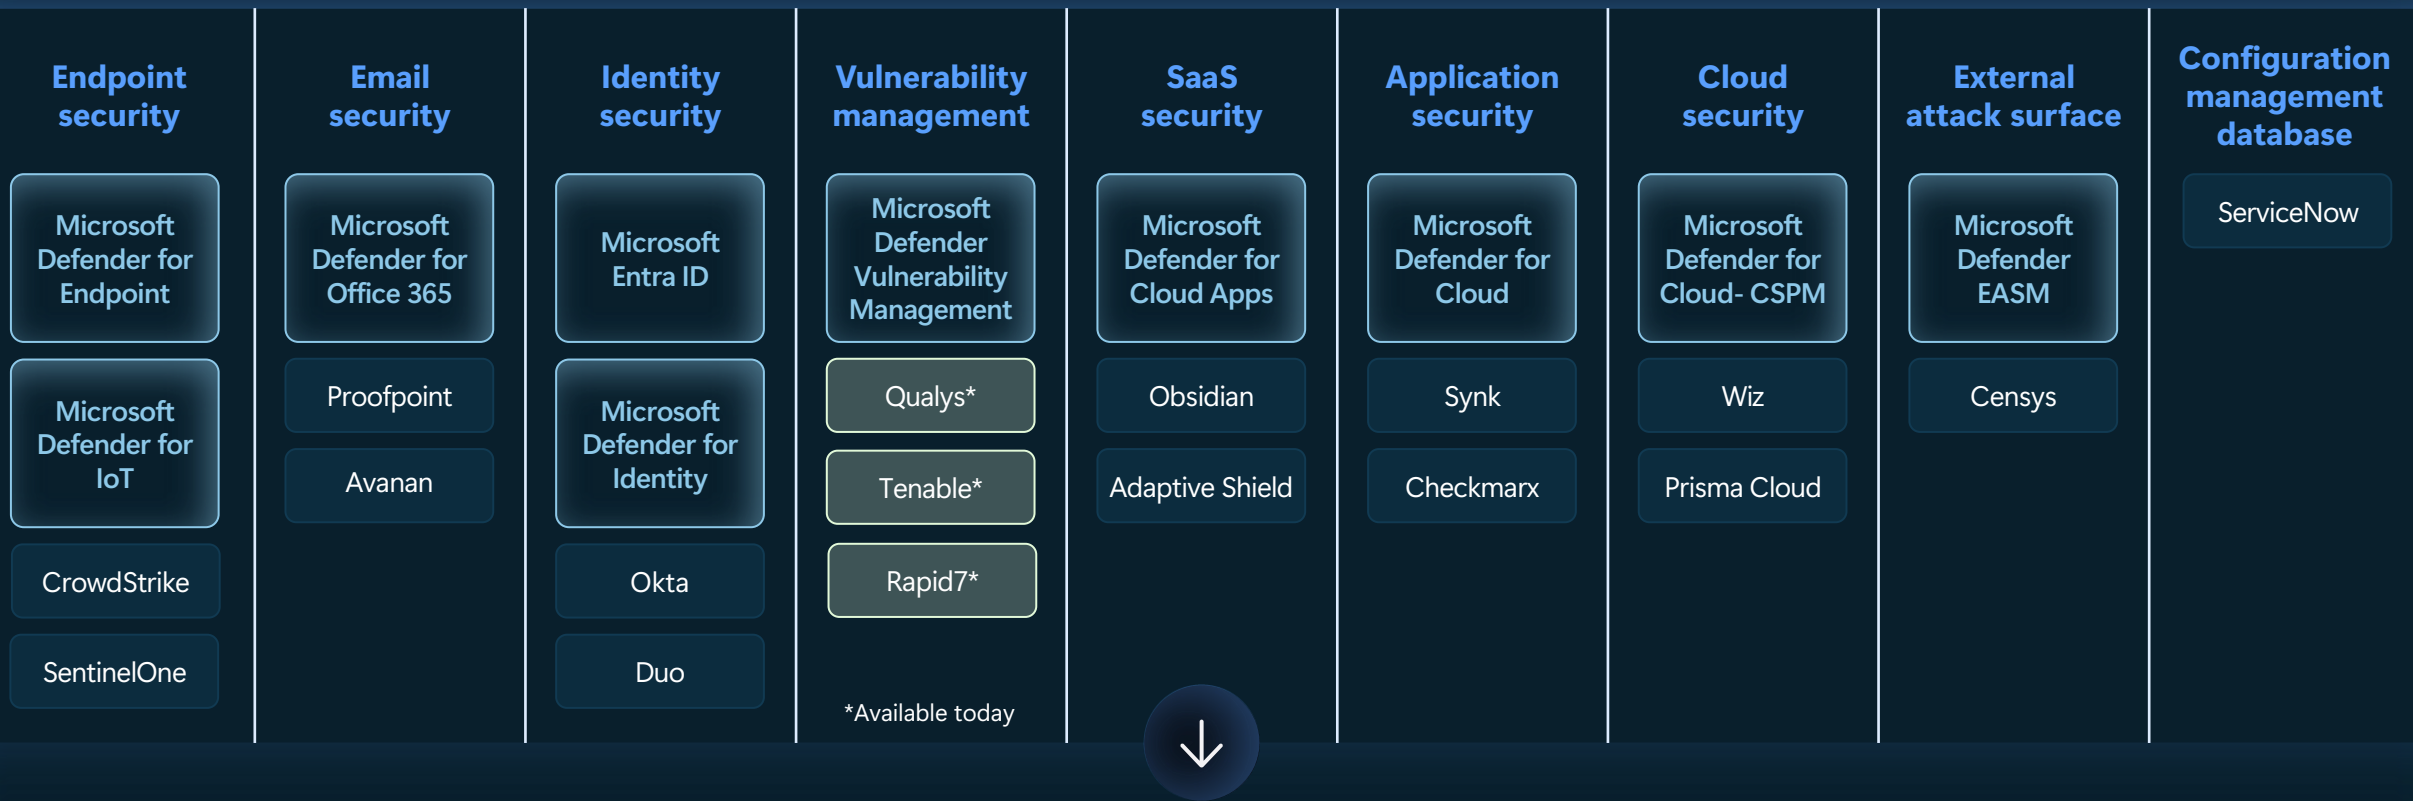 Endpoint
security
Microsoft
Defender for
Endpoint
Microsoft
Defender for
IoT
CrowdStrike
SentinelOne
Email
security
Microsoft
Defender for
Office 365
Proofpoint
Avanan
Identity
security
Microsoft
Entra ID
Microsoft
Defender for
Identity
Okta
Duo
Vulnerability
management
Microsoft
Defender
Vulnerability
Management
Qualys*
Tenable*
Rapid7*
*Available today
SaaS
security
Microsoft
Defender for
Cloud Apps
Obsidian
Adaptive Shield
Application
security
Microsoft
Defender for
Cloud
Synk
Checkmarx
Cloud
security
Microsoft
Defender for
Cloud- CSPM
Wiz
Prisma Cloud
External
attack surface
Microsoft
Defender
EASM
Censys
Configuration
management
database
ServiceNow